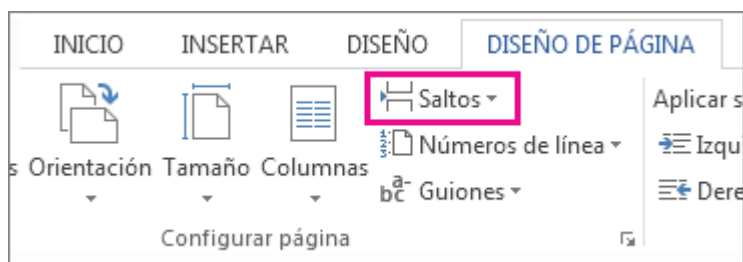 INICIO INSERTAR DISEÑO DISEÑO DE PÁGINA
Saltos
Aplicar s
Números de línea
Izqu
s Orientación Tamaño Columnas
Guiones
Dere
Configurar página